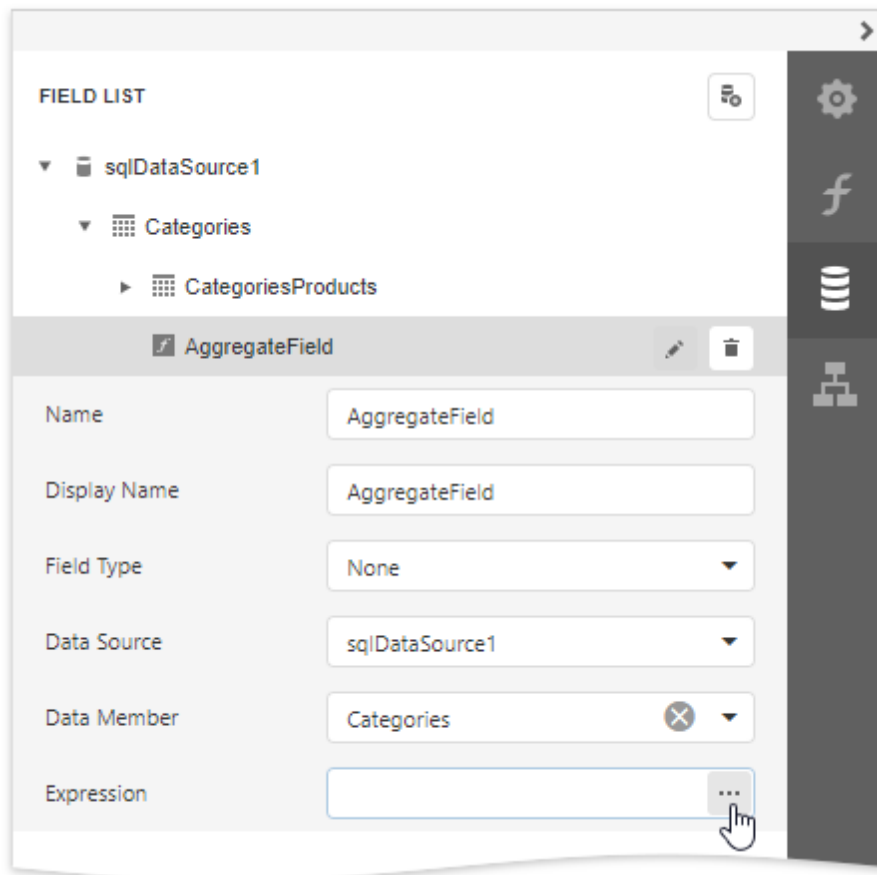 FIELD LIST
sqlDataSource1
Categories
CategoriesProducts
AggregateField
Name AggregateField
Display Name AggregateField
Field Type None
Data Source sqlDataSource1
Data Member Categories
Expression ...